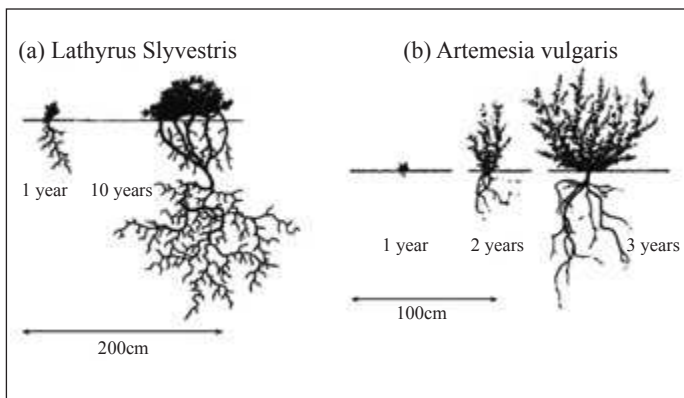 (a) Lathyrus Slyvestris
1 year
10 years
200cm
(b) Artemesia vulgaris
1 year
2 years
3 years
100cm